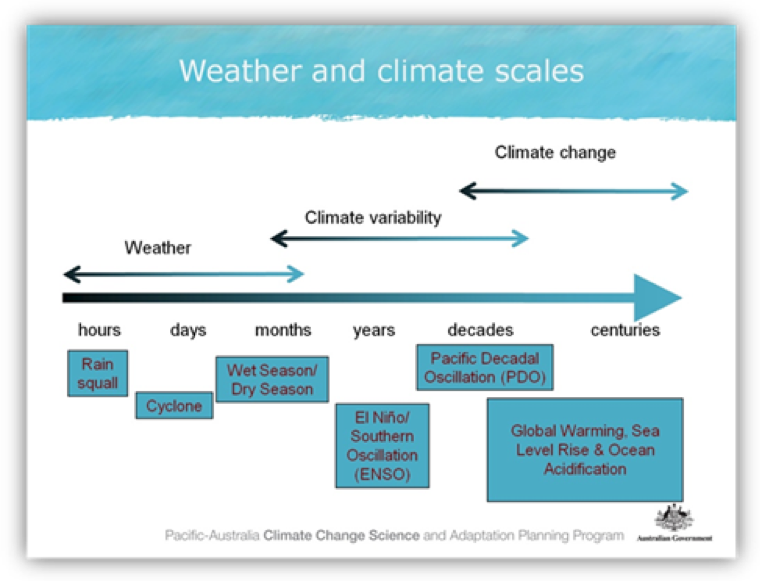 Weather and climate scales
Climate change
Climate variability
Weather
hours days months years decades centuries
Rain
squall
Cyclone
Wet Season/
Dry Season
El Niño/
Southern
Oscillation
(ENSO)
Pacific Decadal
Oscillation (PDO)
Global Warming, Sea
Level Rise & Ocean
Acidification
Pacific-Australia Climate Change Science and Adaptation Planning Program
Australian Government